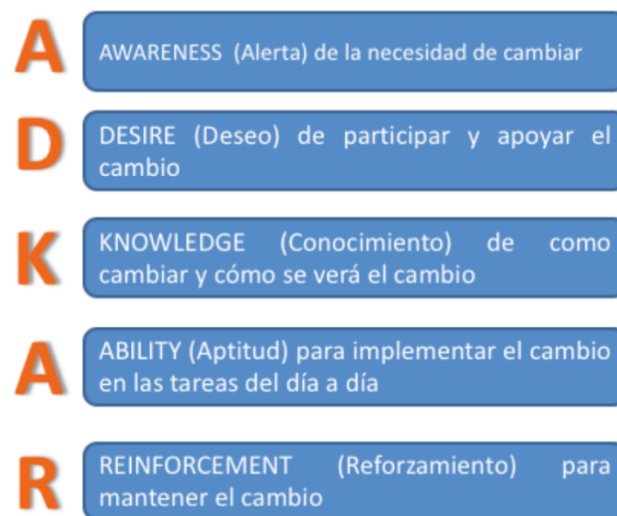 A
AWARENESS (Alerta) de la necesidad de cambiar
D
DESIRE (Deseo) de participar y apoyar el
cambio
K
KNOWLEDGE (Conocimiento) de como
cambiar y cómo se verá el cambio
A
ABILITY (Aptitud) para implementar el cambio
en las tareas del día a día
R
REINFORCEMENT (Reforzamiento) para
mantener el cambio